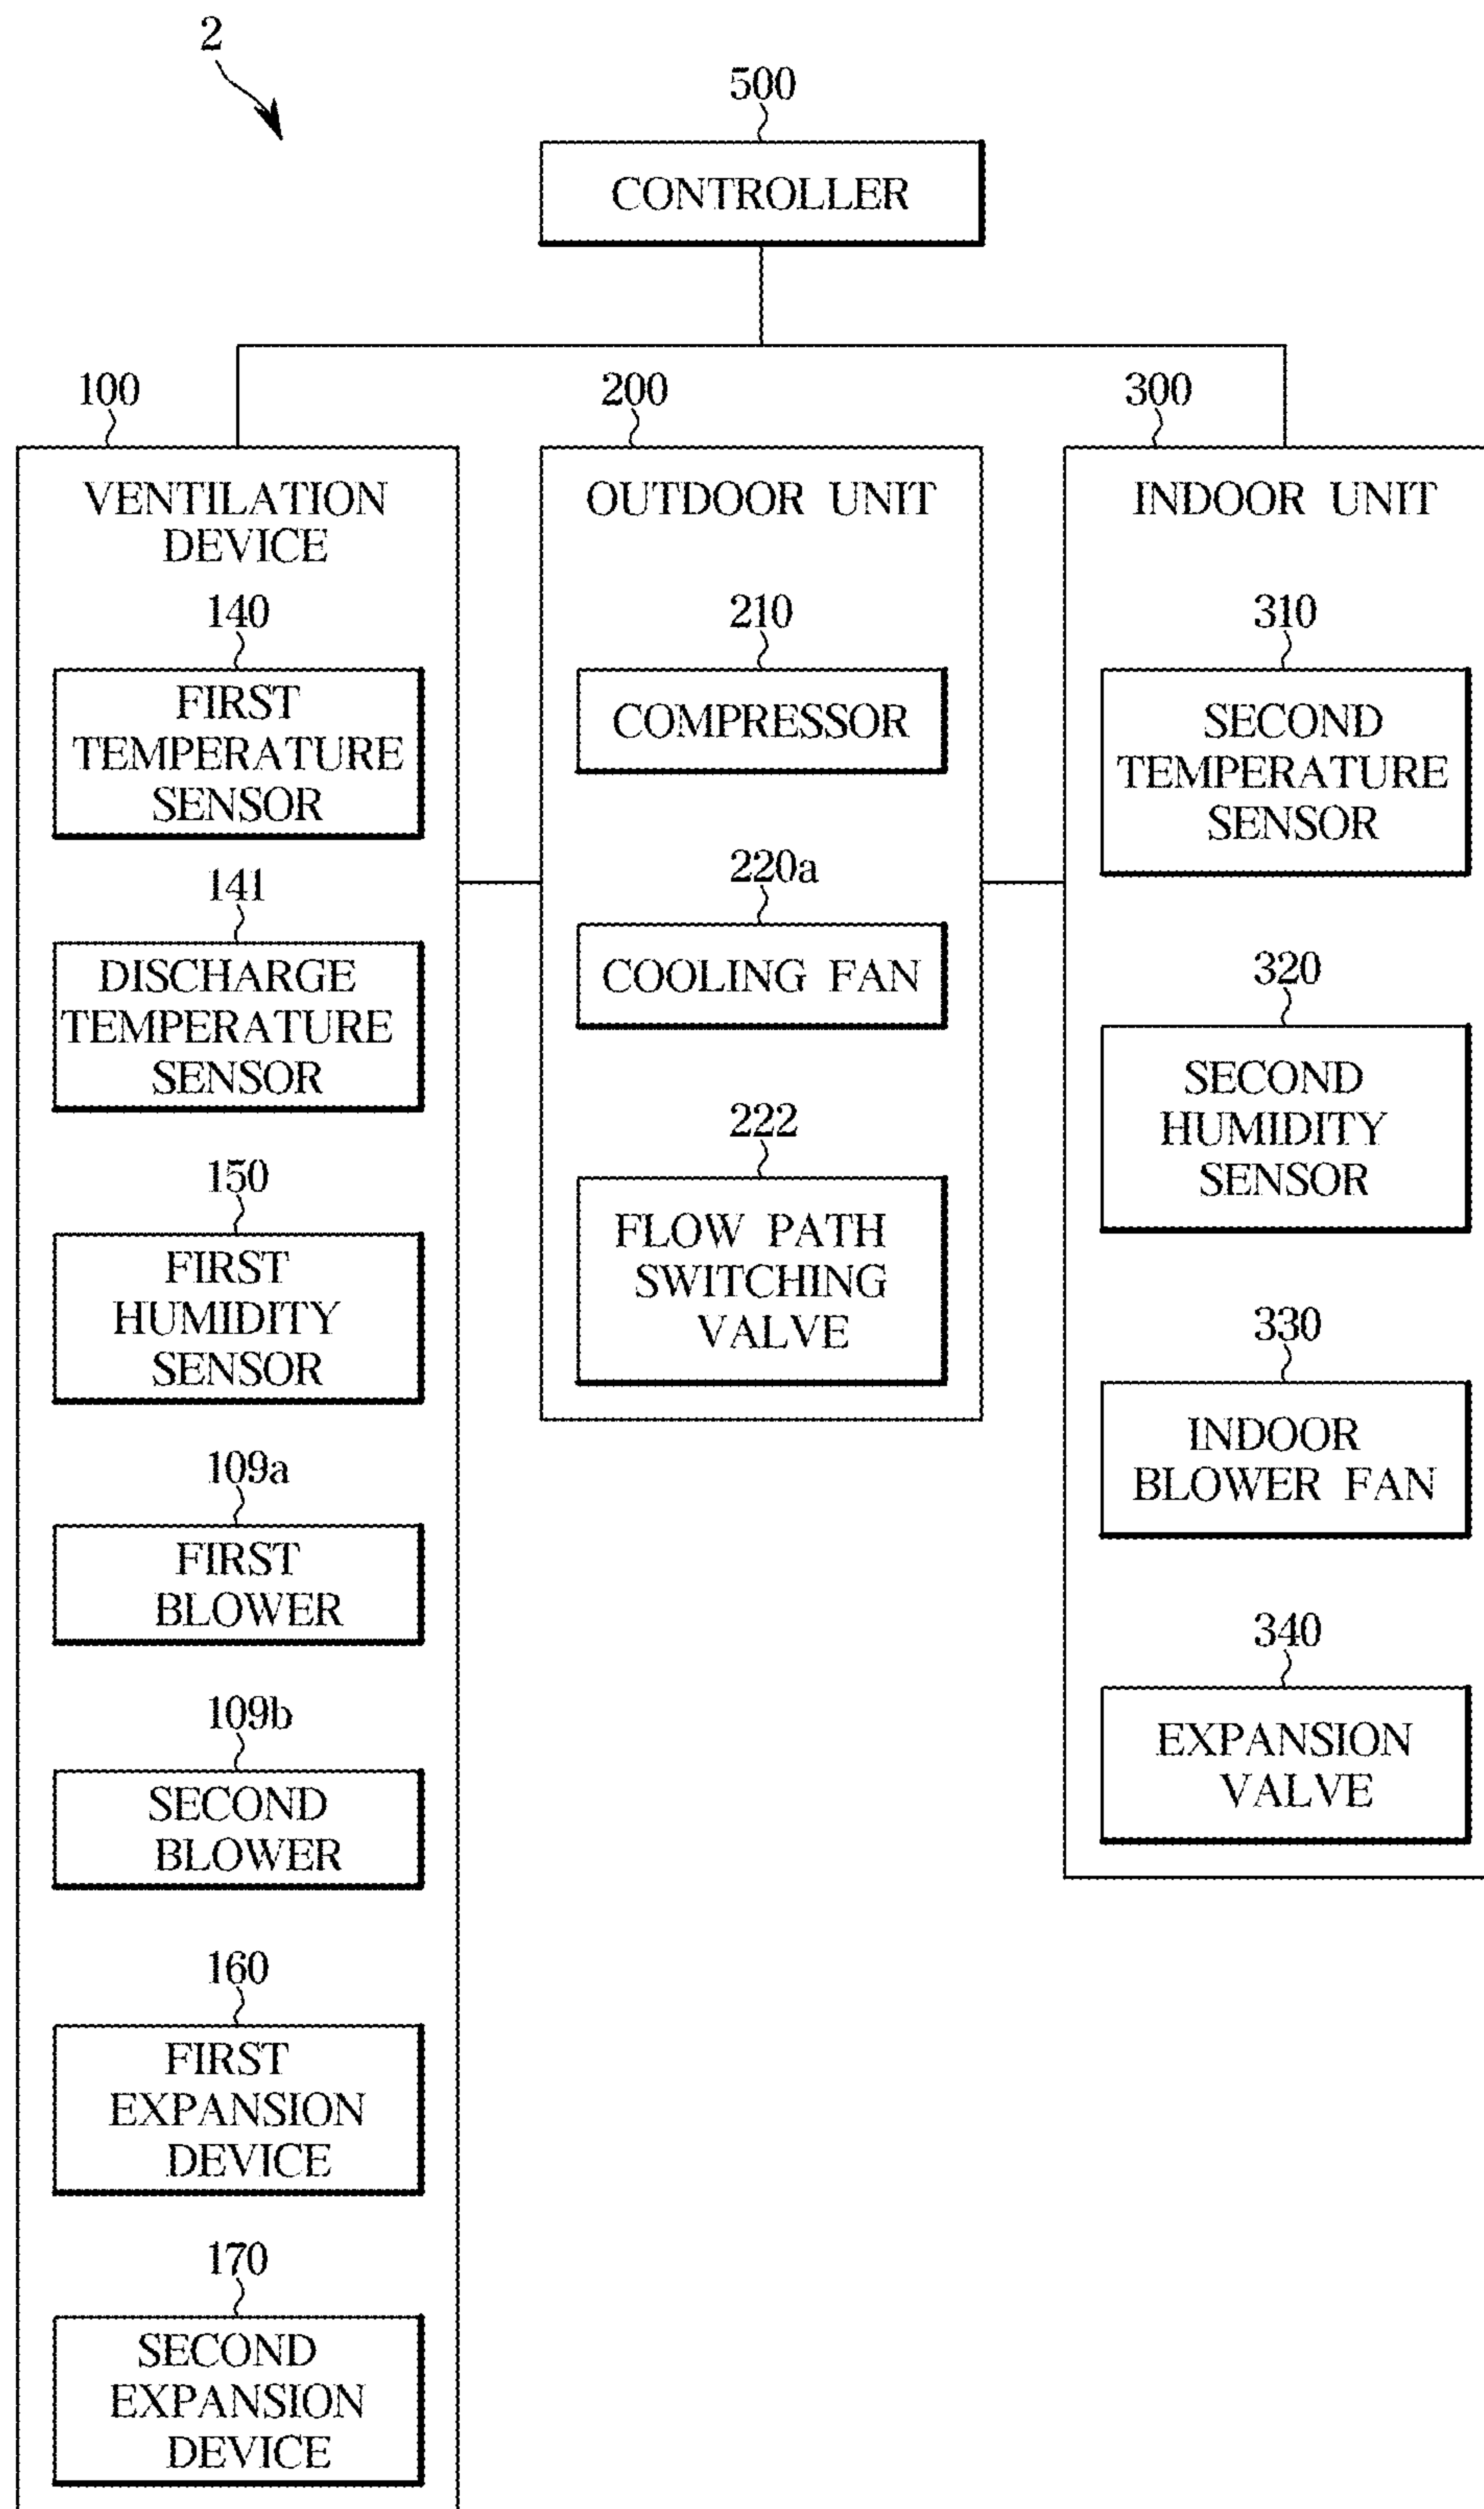 2
500
CONTROLLER
100
VENTILATION
DEVICE
140
FIRST
TEMPERATURE
SENSOR
141
DISCHARGE
TEMPERATURE
SENSOR
150
FIRST
HUMIDITY
SENSOR
109a
FIRST
BLOWER
109b
SECOND
BLOWER
160
FIRST
EXPANSION
DEVICE
170
SECOND
EXPANSION
DEVICE
200
OUTDOOR UNIT
210
COMPRESSOR
220a
COOLING FAN
222
FLOW PATH
SWITCHING
VALVE
300
INDOOR UNIT
310
SECOND
TEMPERATURE
SENSOR
320
SECOND
HUMIDITY
SENSOR
330
INDOOR
BLOWER FAN
340
EXPANSION
VALVE